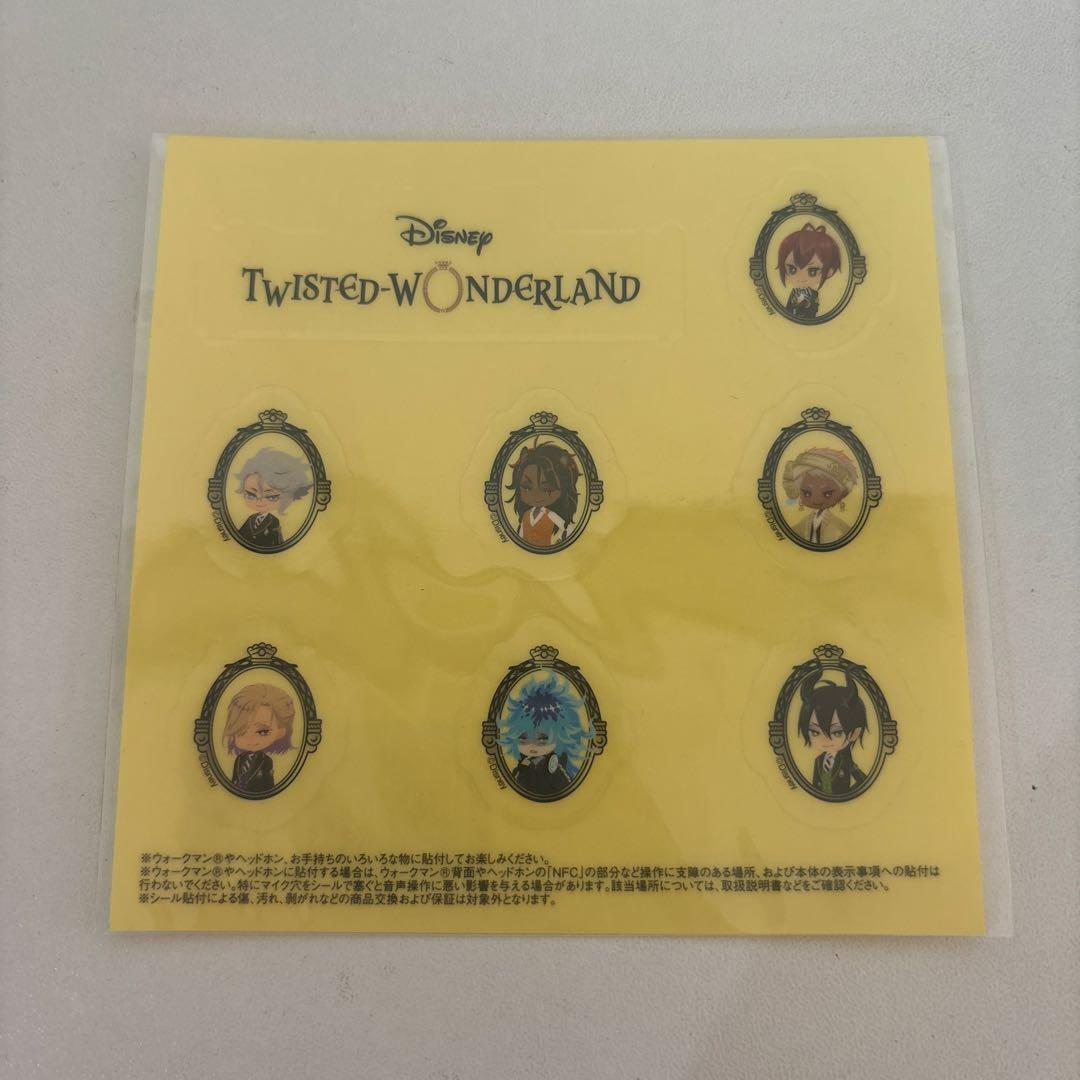 Disney
TWISTED-WONDERLAND
©Disney
©Disney
©Disney
©Disney
©Disney
©Disney
©Disney
※ウォークマン®やヘッドホン、お手持ちのいろいろな物に貼付してお楽しみください。
※ウォークマン®やヘッドホンに貼付する場合は、ウォークマン®背面やヘッドホンの「NFC」の部分など操作に支障のある場所、および本体の表示事項への貼付は
行わないでください。特にマイク穴をシールで塞ぐと音声操作に悪い影響を与える場合があります。該当場所については、取扱説明書などをご確認ください。
※シール貼付による傷、汚れ、剥がれなどの商品交換および保証は対象外となります。